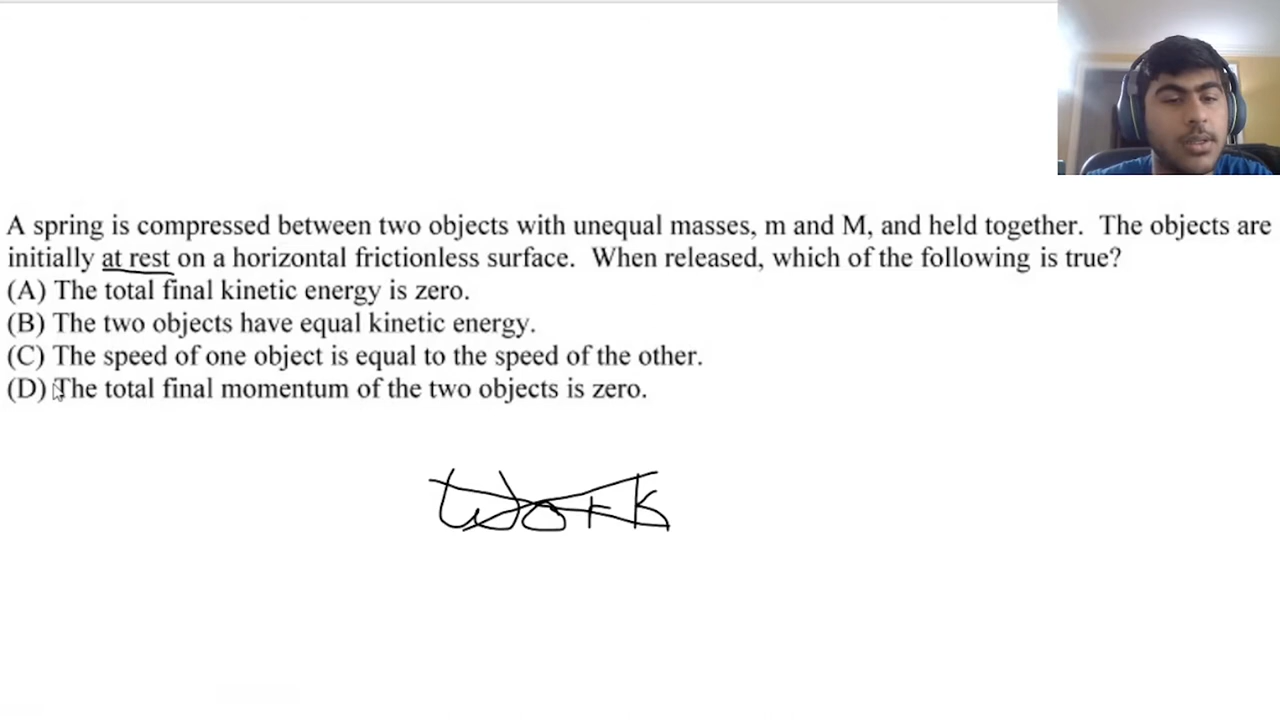 A spring is compressed between two objects with unequal masses, m and M, and held together. The objects are
initially at rest on a horizontal frictionless surface. When released, which of the following is true?
(A) The total final kinetic energy is zero.
(B) The two objects have equal kinetic energy.
(C) The speed of one object is equal to the speed of the other.
(D) The total final momentum of the two objects is zero.
work